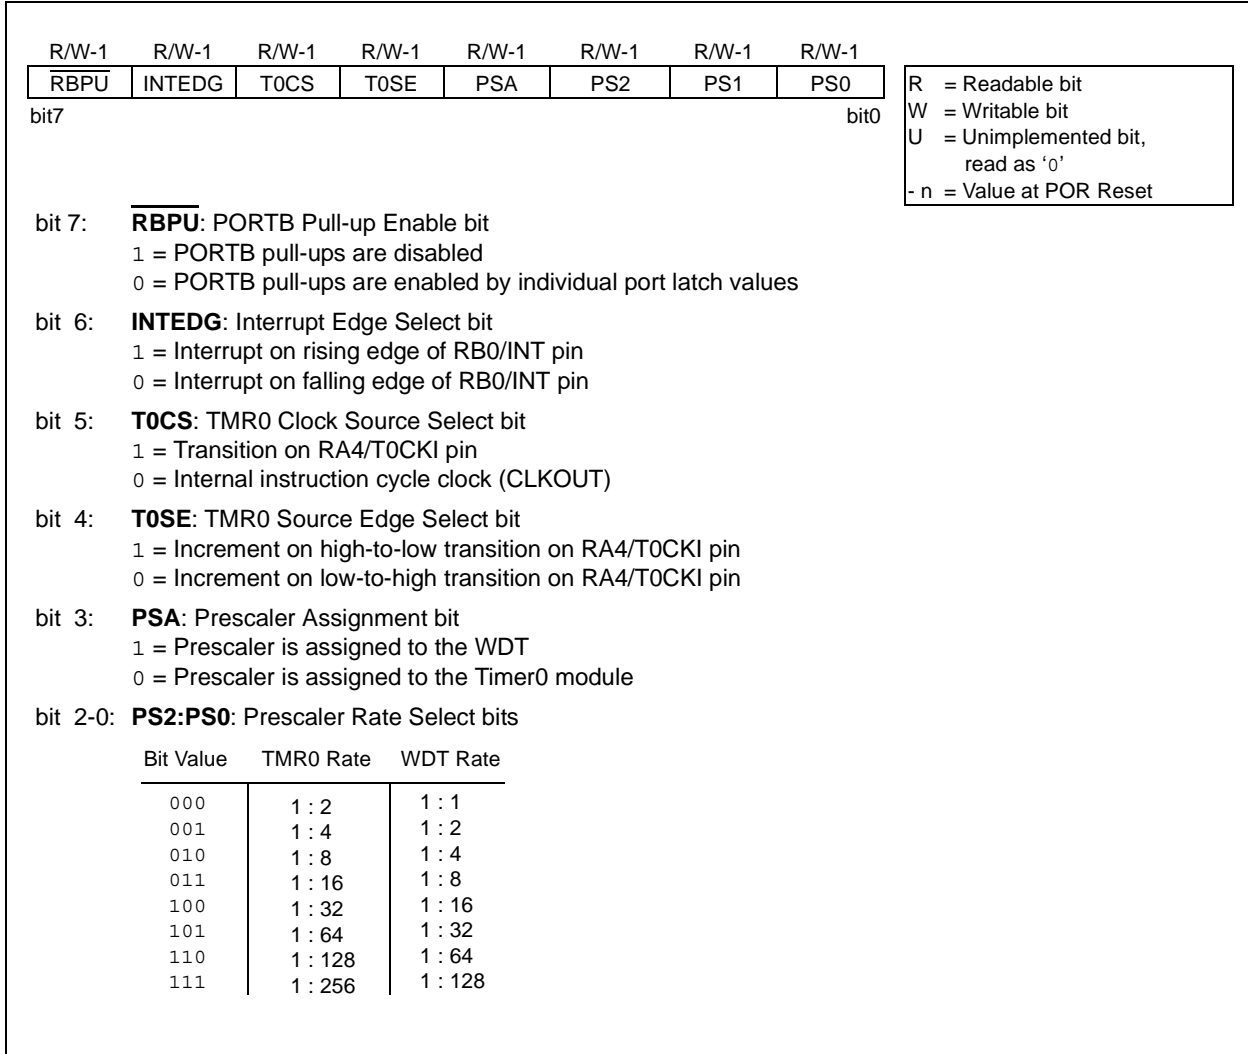 R/W-1 R/W-1 R/W-1 R/W-1 R/W-1 R/W-1 R/W-1 R/W-1
RBPU INTEDG T0CS T0SE PSA PS2 PS1 PS0
bit7 bit0
R = Readable bit
W = Writable bit
U = Unimplemented bit,
read as ‘0’
- n = Value at POR Reset
bit 7: RBPU: PORTB Pull-up Enable bit
1 = PORTB pull-ups are disabled
0 = PORTB pull-ups are enabled by individual port latch values
bit 6: INTEDG: Interrupt Edge Select bit
1 = Interrupt on rising edge of RB0/INT pin
0 = Interrupt on falling edge of RB0/INT pin
bit 5: T0CS: TMR0 Clock Source Select bit
1 = Transition on RA4/T0CKI pin
0 = Internal instruction cycle clock (CLKOUT)
bit 4: T0SE: TMR0 Source Edge Select bit
1 = Increment on high-to-low transition on RA4/T0CKI pin
0 = Increment on low-to-high transition on RA4/T0CKI pin
bit 3: PSA: Prescaler Assignment bit
1 = Prescaler is assigned to the WDT
0 = Prescaler is assigned to the Timer0 module
bit 2-0: PS2:PS0: Prescaler Rate Select bits
Bit Value TMR0 Rate WDT Rate
000 1 : 2 1 : 1
001 1 : 4 1 : 2
010 1 : 8 1 : 4
011 1 : 16 1 : 8
100 1 : 32 1 : 16
101 1 : 64 1 : 32
110 1 : 128 1 : 64
111 1 : 256 1 : 128